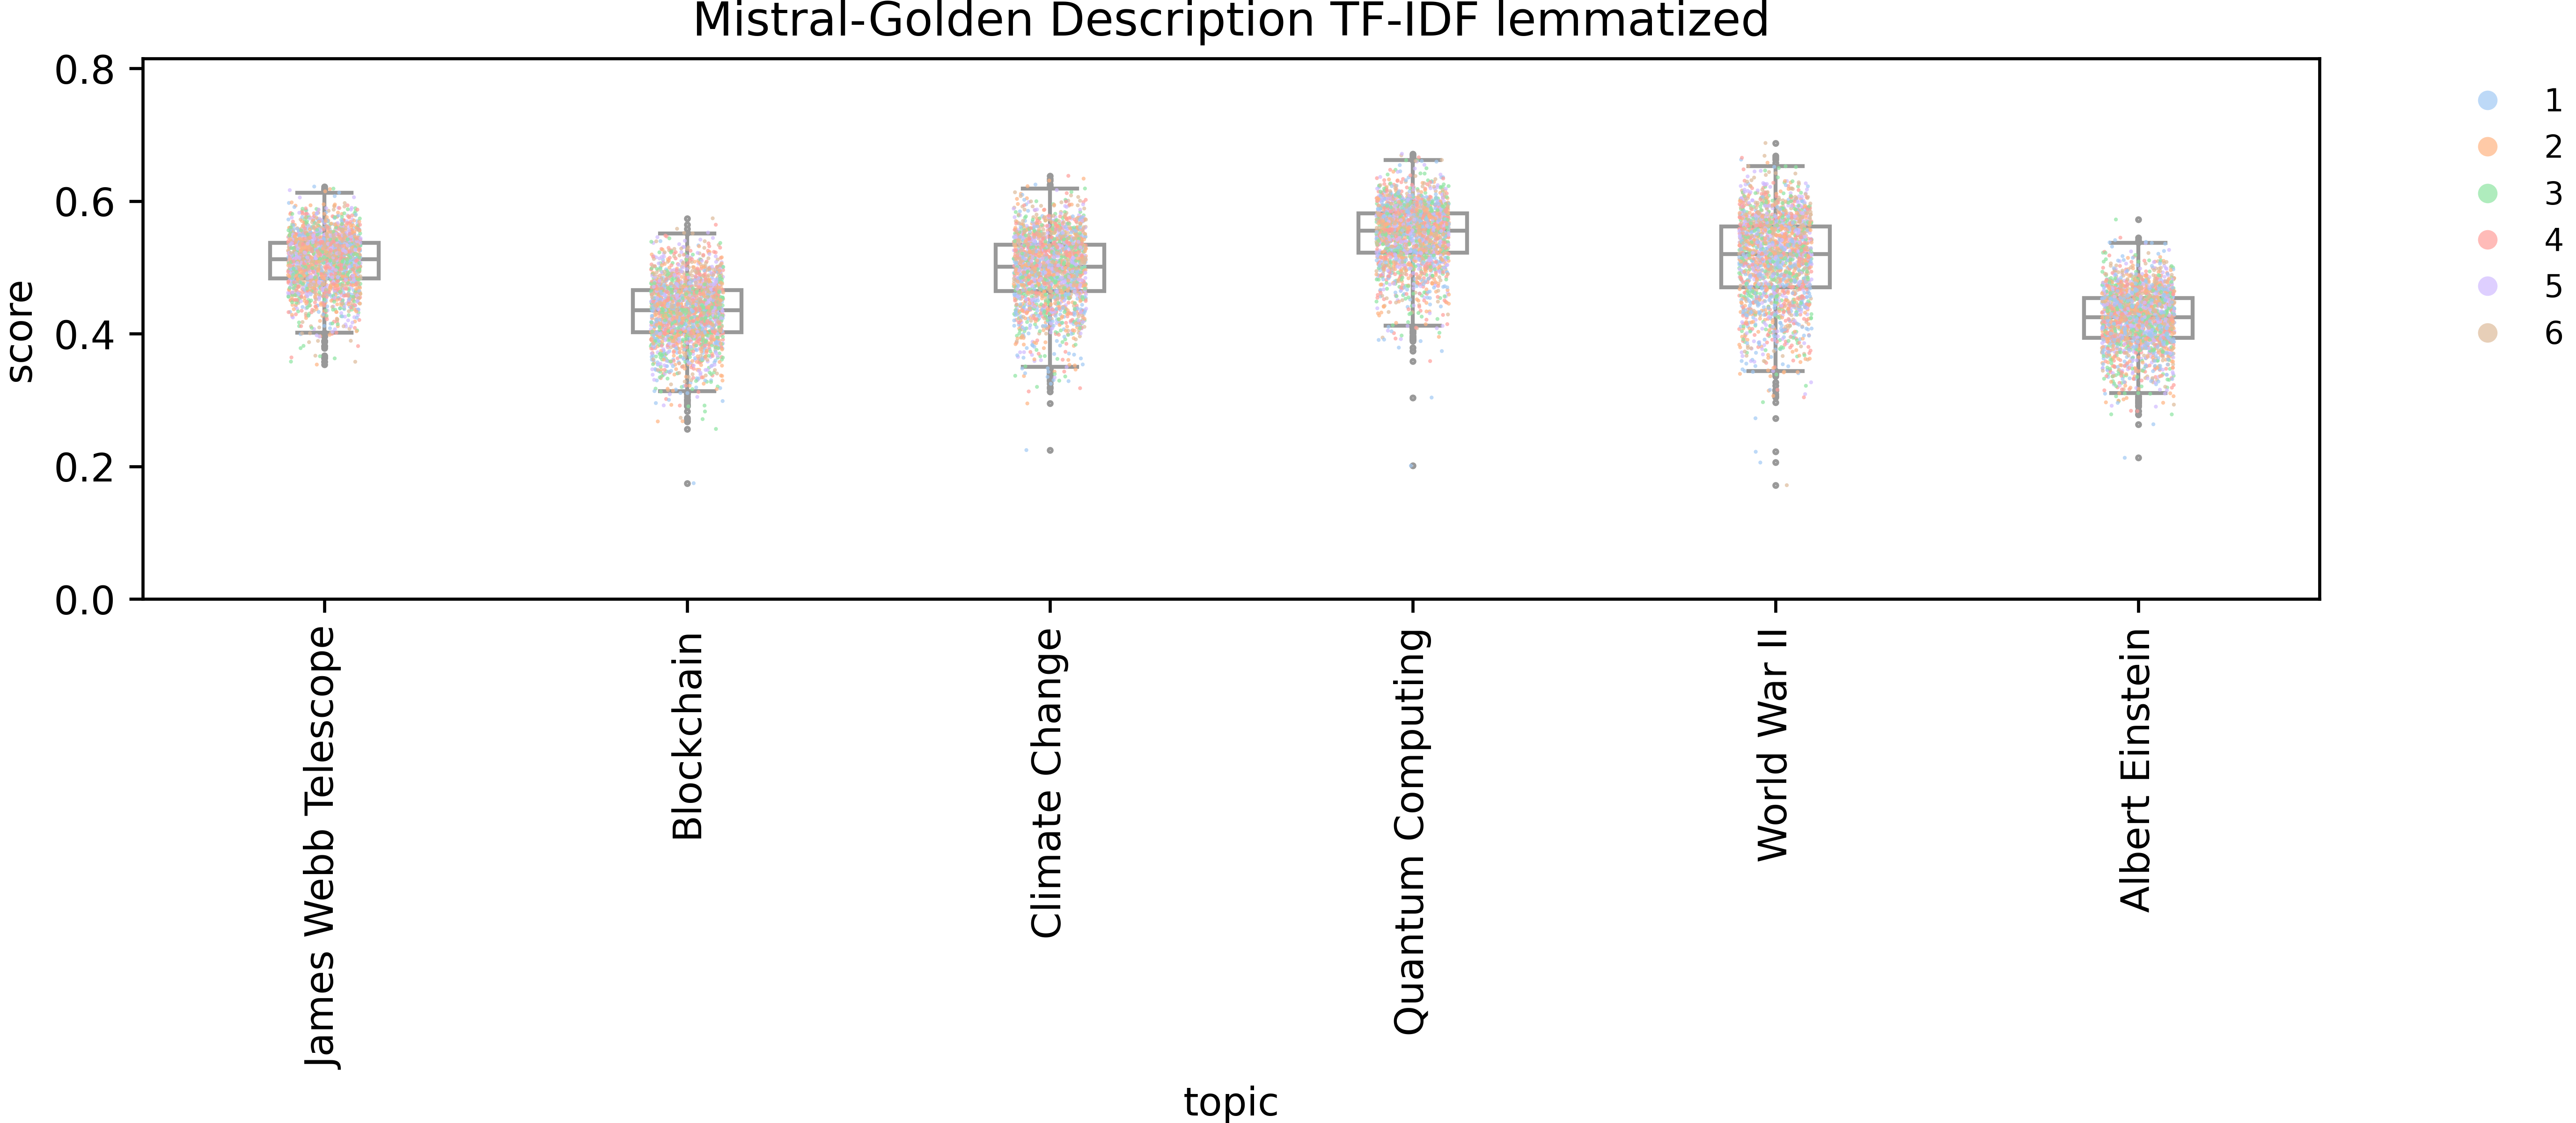 Mistral-Golden Description TF-IDF lemmatized
0.8
0.6
0.4
0.2
0.0
score
1
2
3
4
5
6
James Webb Telescope
Blockchain
Climate Change
Quantum Computing
World War II
Albert Einstein
topic